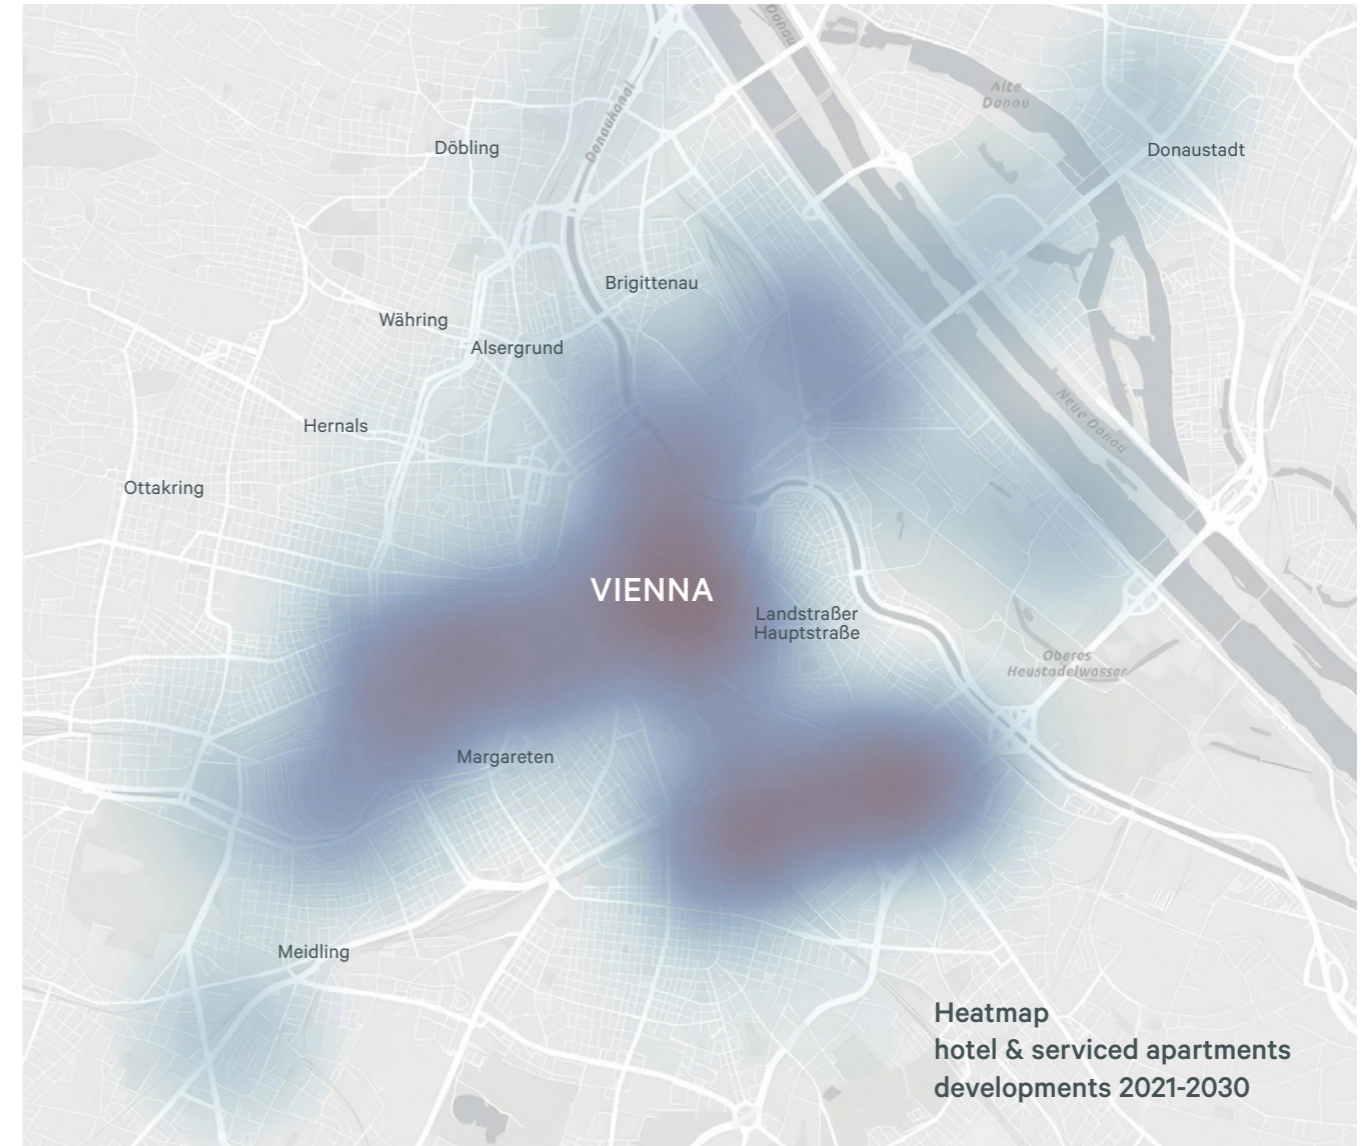 Donau
Alte
Donau
Donaukanal
Döbling
Donaustadt
Brigittenau
Währing
Alsergrund
Neue Donau
Hernals
Ottakring
VIENNA
Landstraßer
Hauptstraße
Oberes
Heustadelwasser
Margareten
Meidling
Heatmap
hotel & serviced apartments
developments 2021-2030